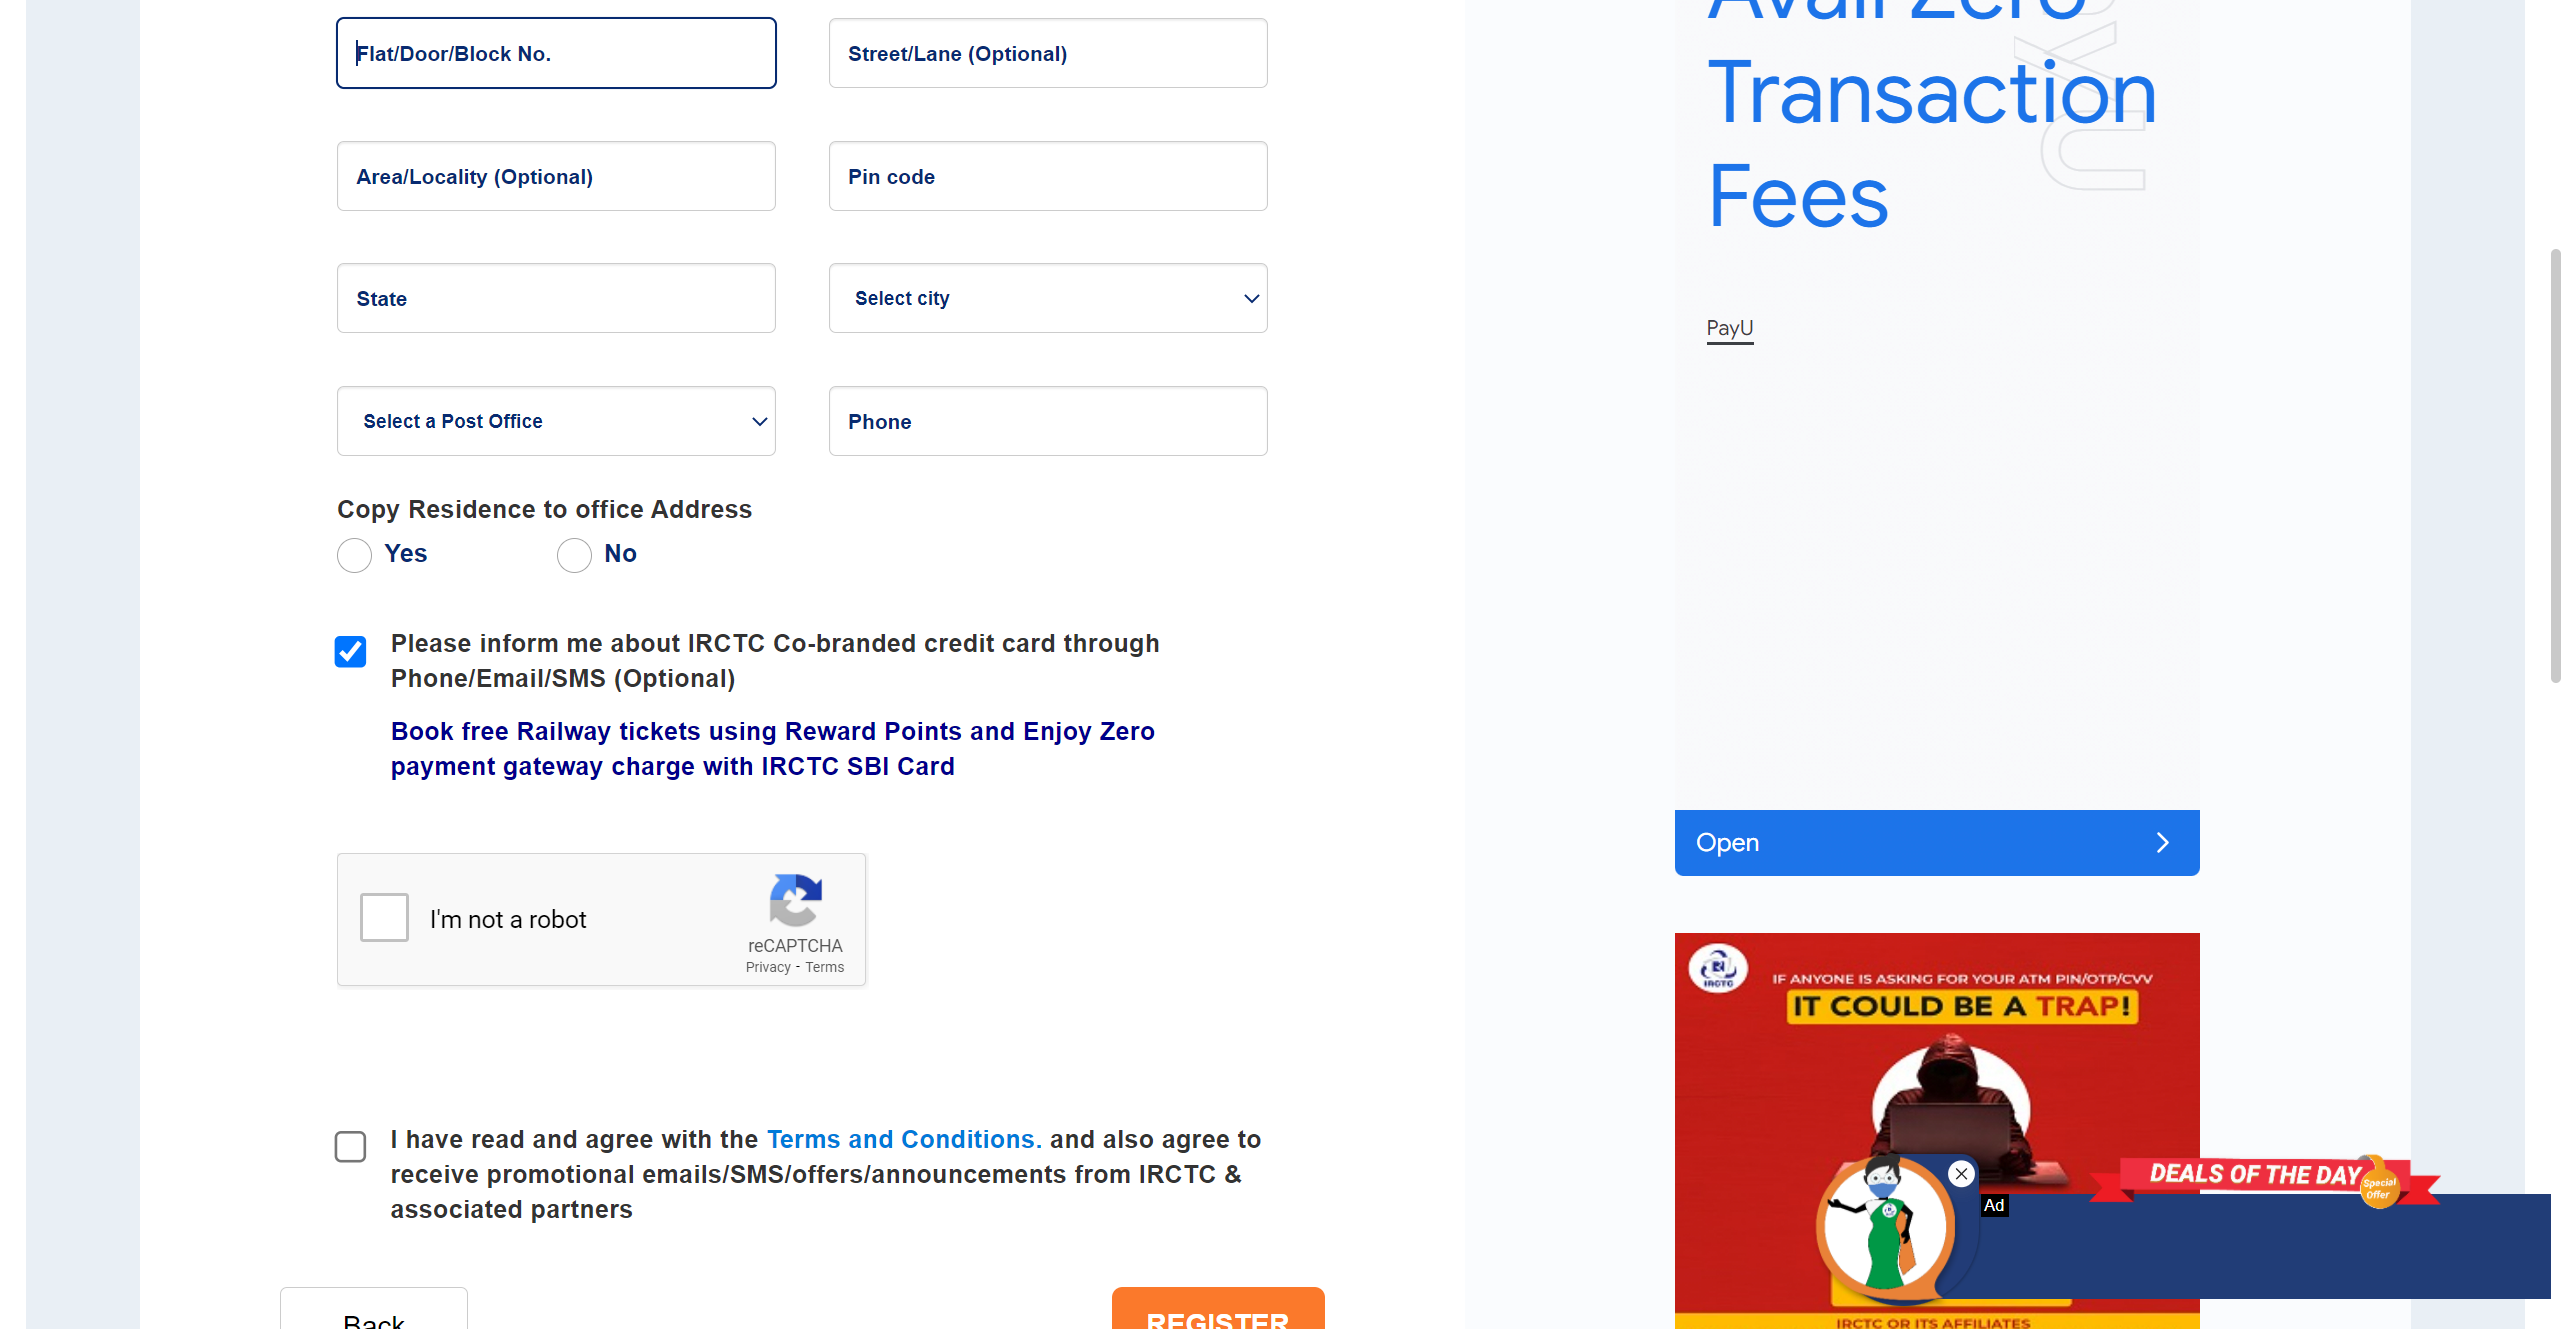 Flat/Door/Block No.
Street/Lane (Optional)
Area/Locality (Optional)
Pin code
State
Select city
Select a Post Office
Phone
Copy Residence to office Address
Yes
No
Please inform me about IRCTC Co-branded credit card through
Phone/Email/SMS (Optional)
Book free Railway tickets using Reward Points and Enjoy Zero
payment gateway charge with IRCTC SBI Card
I'm not a robot
reCAPTCHA
Privacy - Terms
I have read and agree with the Terms and Conditions. and also agree to
receive promotional emails/SMS/offers/announcements from IRCTC &
associated partners
Back
REGISTER
Avail Zero
Transaction
Fees
PayU
Open
IRCTC
IF ANYONE IS ASKING FOR YOUR ATM PIN/OTP/CVV
IT COULD BE A TRAP!
DEALS OF THE DAY
Special
Offer
Ad
IRCTC OR ITS AFFILIATES